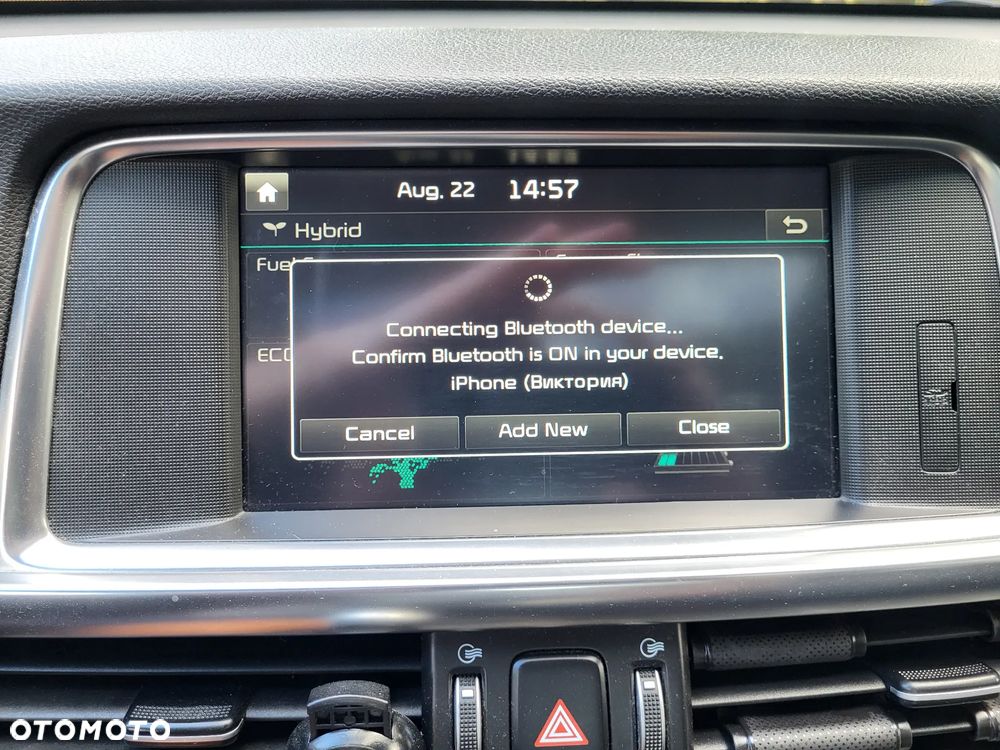 Aug. 22 14:57
Hybrid
Fuel
ECO
Connecting Bluetooth device...
Confirm Bluetooth is ON in your device.
iPhone (Виктория)
Cancel Add New Close
OTOMOTO